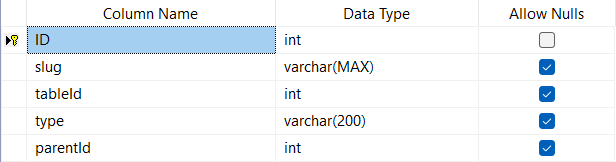 Column Name Data Type Allow Nulls
ID int
slug varchar(MAX)
tableId int
type varchar(200)
parentId int